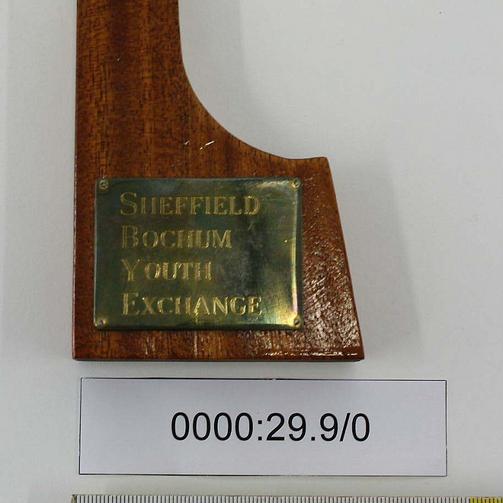 SHEFFIELD
BOCHUM
YOUTH
EXCHANGE
0000:29.9/0